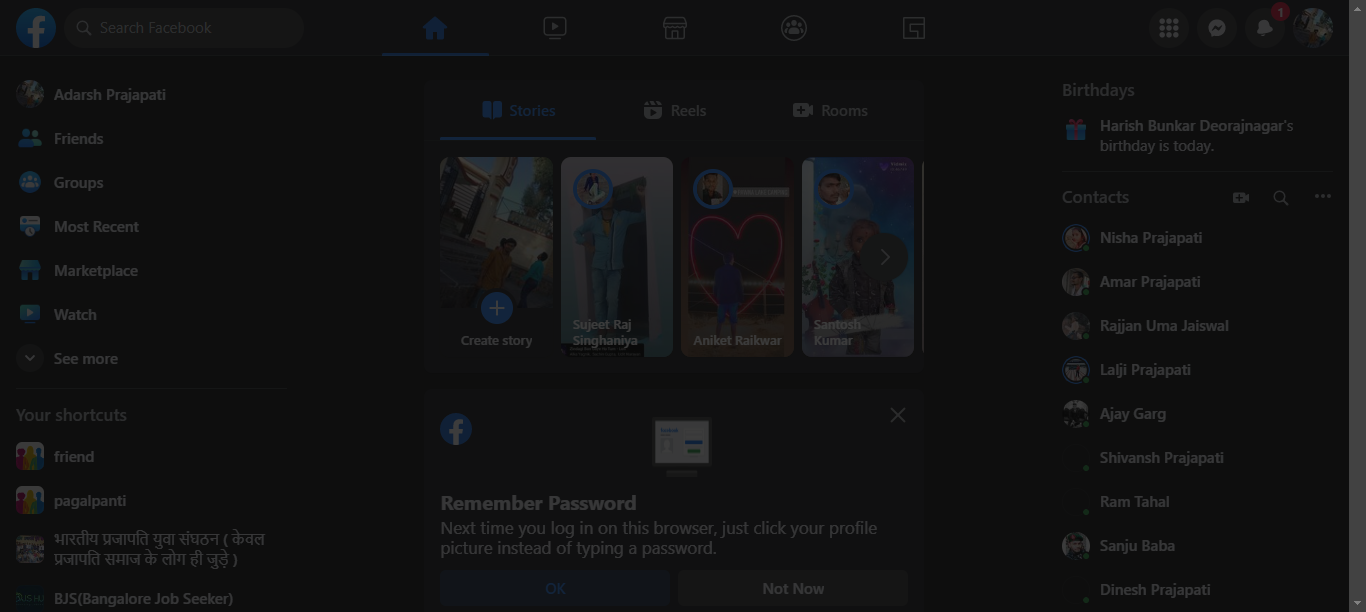 Search Facebook
1
Adarsh Prajapati
Friends
Groups
Most Recent
Marketplace
Watch
See more
Your shortcuts
friend
pagalpanti
भारतीय प्रजापति युवा संघठन ( केवल
प्रजापति समाज के लोग ही जुड़े )
BJS(Bangalore Job Seeker)
Stories
Reels
Rooms
Create story
Sujeet Raj
Singhaniya
Aniket Raikwar
Santosh
Kumar
Remember Password
Next time you log in on this browser, just click your profile
picture instead of typing a password.
OK
Not Now
Birthdays
Harish Bunkar Deorajnagar's
birthday is today.
Contacts
Nisha Prajapati
Amar Prajapati
Rajjan Uma Jaiswal
Lalji Prajapati
Ajay Garg
Shivansh Prajapati
Ram Tahal
Sanju Baba
Dinesh Prajapati